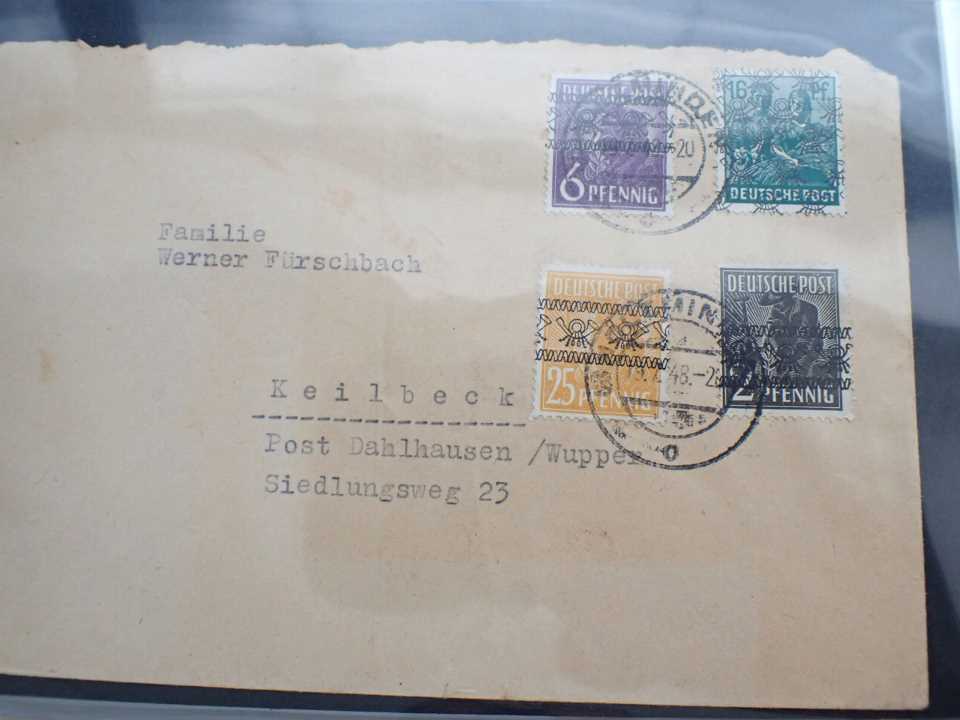 DEUTSCHE POST
6 PFENNIG
16 Pf
DEUTSCHE POST
Familie
Werner Fürschbach
DEUTSCHE POST
25 PFENNIG
DEUTSCHE POST
2 PFENNIG
Keilbeck
Post Dahlhausen /Wupper
Siedlungsweg 23